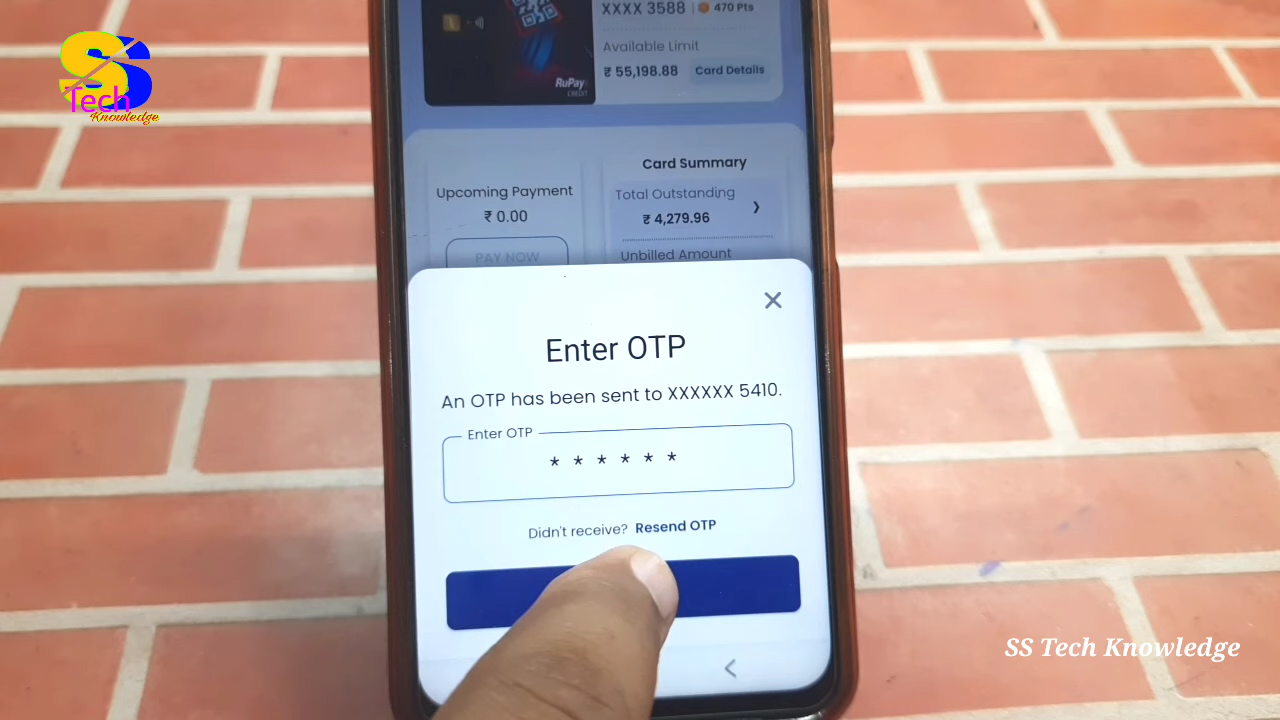 SS
Tech
Knowledge
XXXX 3588 | 470 Pts
Available Limit
₹ 55,198.88 Card Details
RuPay
CREDIT
Card Summary
Upcoming Payment
₹ 0.00
PAY NOW
Total Outstanding
₹ 4,279.96
Unbilled Amount
Enter OTP
An OTP has been sent to XXXXXX 5410.
Enter OTP
* * * * * *
Didn't receive? Resend OTP
SS Tech Knowledge